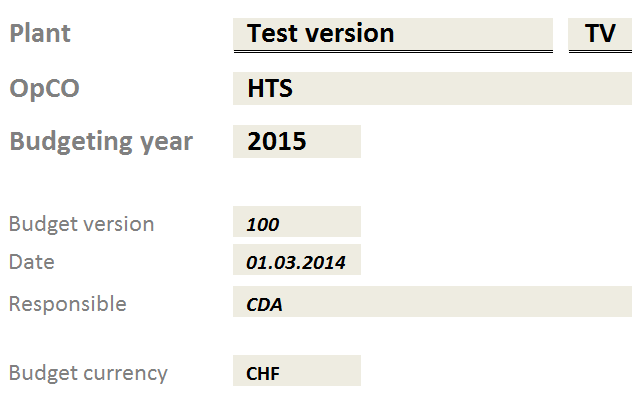 Plant Test version TV
OpCO HTS
Budgeting year 2015
Budget version 100
Date 01.03.2014
Responsible CDA
Budget currency CHF